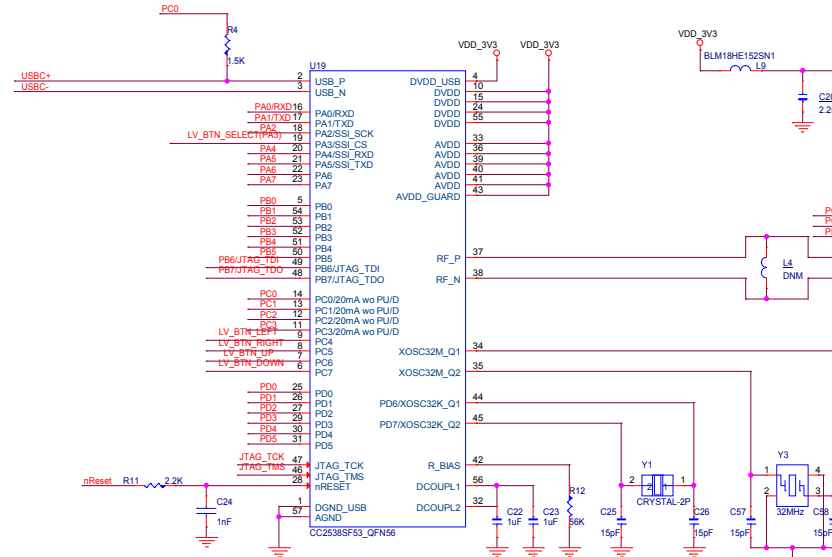 PC0
R4
1.5K
USBC+
USBC-
U19
2 USB_P
3 USB_N
PA0/RXD 16 PA0/RXD
PA1/TXD 17 PA1/TXD
PA2 18 PA2/SSI_SCK
LV_BTN_SELECT(PA3) 19 PA3/SSI_CS
PA4 20 PA4/SSI_RXD
PA5 21 PA5/SSI_TXD
PA6 22 PA6
PA7 23 PA7
PB0 5 PB0
PB1 54 PB1
PB2 53 PB2
PB3 52 PB3
PB4 51 PB4
PB5 50 PB5
PB6/JTAG_TDI 49 PB6/JTAG_TDI
PB7/JTAG_TDO 48 PB7/JTAG_TDO
PC0 14 PC0/20mA wo PU/D
PC1 13 PC1/20mA wo PU/D
PC2 12 PC2/20mA wo PU/D
PC3 11 PC3/20mA wo PU/D
LV_BTN_LEFT 9 PC4
LV_BTN_RIGHT 8 PC5
LV_BTN_UP 7 PC6
LV_BTN_DOWN 6 PC7
PD0 25 PD0
PD1 26 PD1
PD2 27 PD2
PD3 29 PD3
PD4 30 PD4
PD5 31 PD5
JTAG_TCK 47 JTAG_TCK
JTAG_TMS 46 JTAG_TMS
nReset R11 2.2K 28 nRESET
C24
1nF
1 DGND_USB
57 AGND
CC2538SF53_QFN56
VDD_3V3 VDD_3V3
DVDD_USB 4
DVDD 10
DVDD 15
DVDD 24
DVDD 55
AVDD 33
AVDD 36
AVDD 39
AVDD 40
AVDD 41
AVDD_GUARD 43
RF_P 37
RF_N 38
XOSC32M_Q1 34
XOSC32M_Q2 35
PD6/XOSC32K_Q1 44
PD7/XOSC32K_Q2 45
R_BIAS 42
DCOUPL1 56
DCOUPL2 32
C22
1uF
C23
1uF
R12
56K
C25
15pF
Y1
2 2 1 1
CRYSTAL-2P
C26
15pF
C57
15pF
Y3
1 4
2 3
32MHz
C58
15pF
VDD_3V3
BLM18HE152SN1
L9
L4
DNM